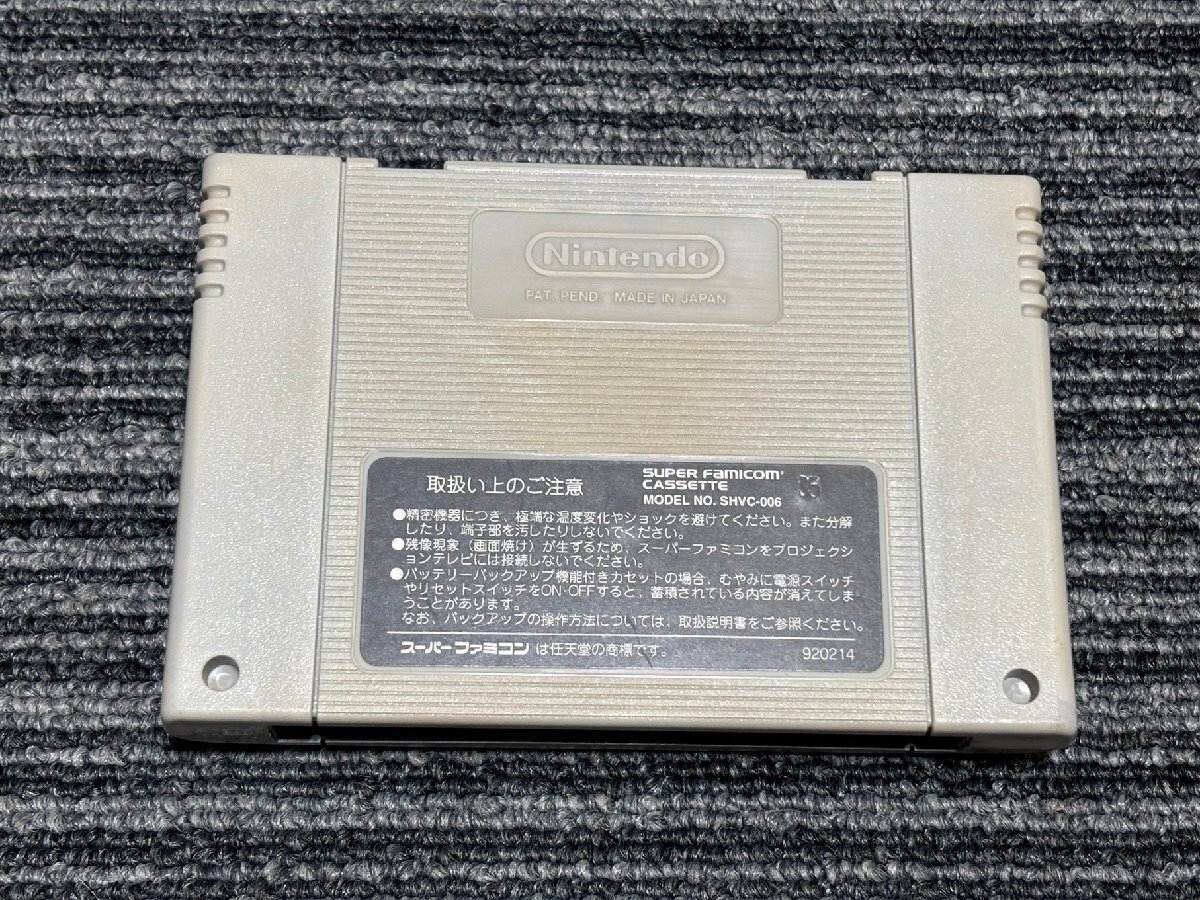 Nintendo
PAT. PEND. MADE IN JAPAN
取扱い上のご注意
SUPER FAMICOM
CASSETTE
MODEL NO. SHVC-006
●精密機器につき、極端な温度変化やショックを避けてください。また分解
したり、端子部を汚したりしないでください。
●残像現象（画面焼け）が生ずるため、スーパーファミコンをプロジェクシ
ョンテレビには接続しないでください。
●バッテリーバックアップ機能付きカセットの場合、むやみに電源スイッチ
やリセットスイッチをON・OFFすると、蓄積されている内容が消えてしま
うことがあります。
なお、バックアップの操作方法については、取扱説明書をご参照ください。
スーパーファミコン は任天堂の商標です。
920214